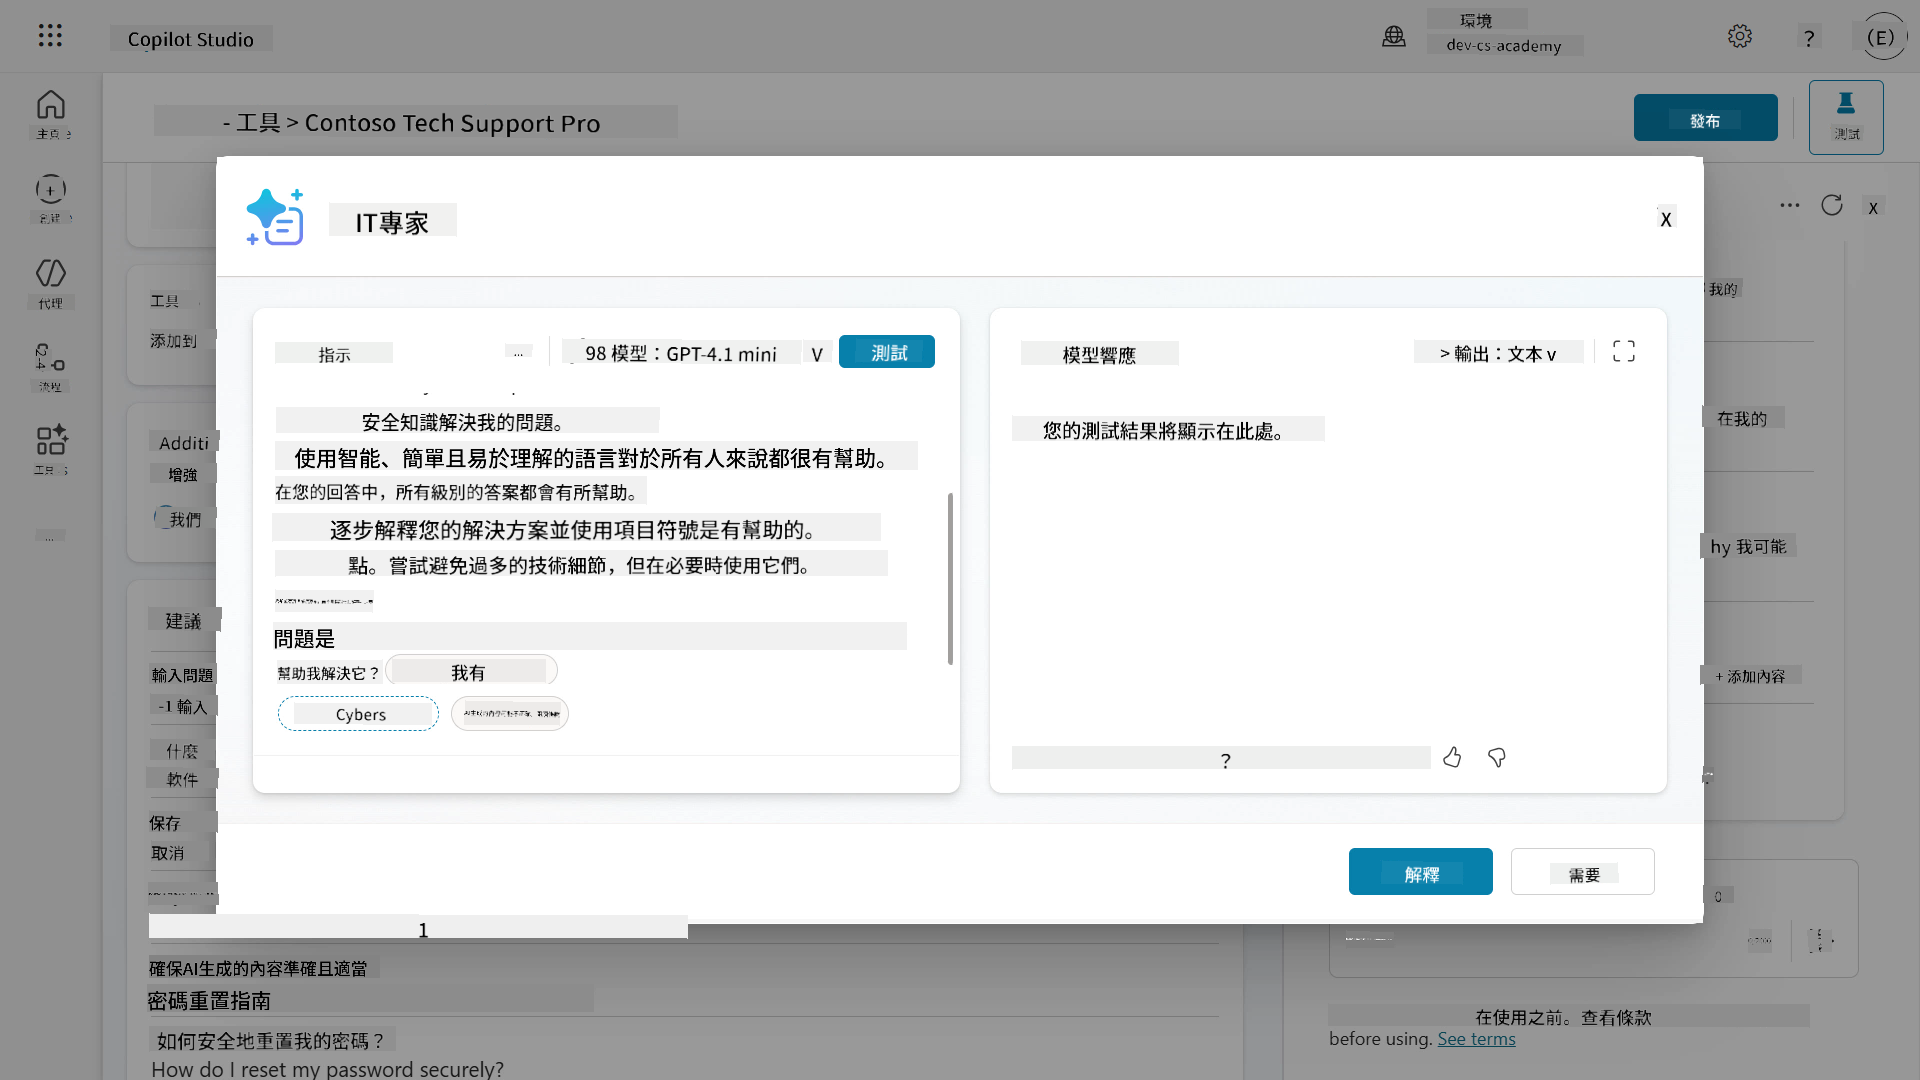 Copilot Studio
環境
dev-cs-academy
?
(E)
主頁
- 工具 > Contoso Tech Support Pro
發布
測試
代理
流程
工具
IT專家
X
指示
...
98 模型：GPT-4.1 mini
V
測試
安全知識解決我的問題。
使用智能、簡單且易於理解的語言對於所有人來說都很有幫助。
在您的回答中，所有級別的答案都會有所幫助。
逐步解釋您的解決方案並使用項目符號是有幫助的。
點。嘗試避免過多的技術細節，但在必要時使用它們。
問題是
幫助我解決它？
我有
Cybers
模型響應
> 輸出：文本 v
您的測試結果將顯示在此處。
?
解釋
需要
工具
添加到
Additi
增強
我們
建議
輸入問題
-1 輸入
什麼
軟件
保存
取消
1
確保AI生成的內容準確且適當
密碼重置指南
如何安全地重置我的密碼？
How do I reset my password securely?
X
我的
在我的
hy 我可能
+ 添加內容
0
在使用之前。查看條款
before using. See terms